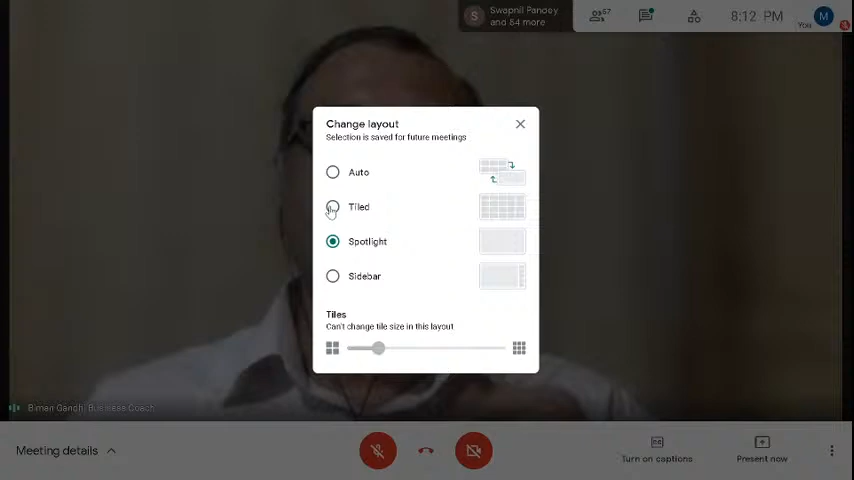 Swapnil Pandey
and 64 more
S
67
8:12 PM
You
M
Change layout
Selection is saved for future meetings
Auto
Tiled
Spotlight
Sidebar
Tiles
Can't change tile size in this layout
Biman Gandhi Business Coach
Meeting details
Turn on captions
Present now